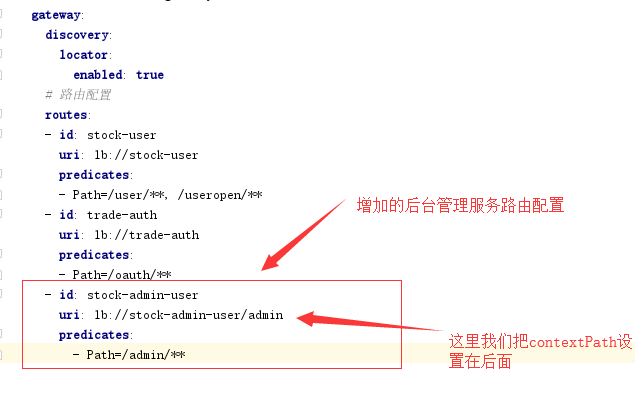 gateway:
discovery:
locator:
enabled: true
# 路由配置
routes:
- id: stock-user
uri: lb://stock-user
predicates:
- Path=/user/**, /useropen/**
- id: trade-auth
uri: lb://trade-auth
predicates:
- Path=/oauth/**
- id: stock-admin-user
uri: lb://stock-admin-user/admin
predicates:
- Path=/admin/**
增加的后台管理服务路由配置
这里我们把contextPath设
置在后面